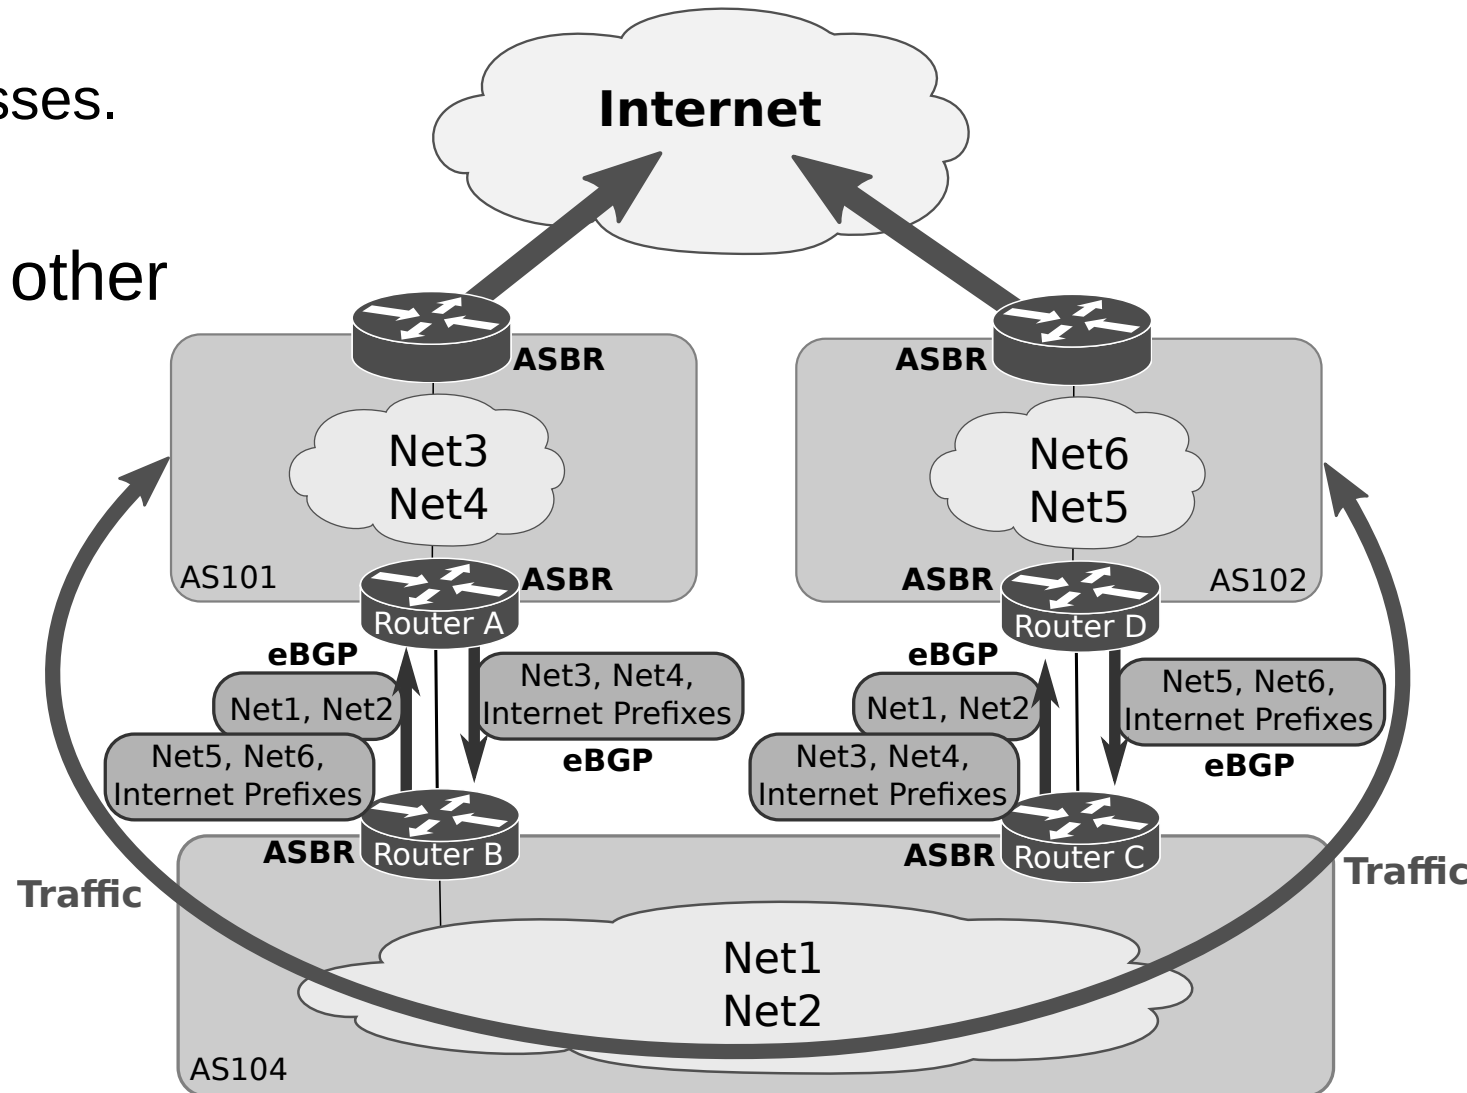 sses.
other
Internet
ASBR
ASBR
Net3
Net4
Net6
Net5
AS101
ASBR
ASBR
AS102
Router A
Router D
eBGP
Net1, Net2
Net5, Net6,
Internet Prefixes
Net3, Net4,
Internet Prefixes
eBGP
eBGP
Net1, Net2
Net3, Net4,
Internet Prefixes
Net5, Net6,
Internet Prefixes
eBGP
ASBR
Router B
ASBR
Router C
Traffic
Traffic
Net1
Net2
AS104